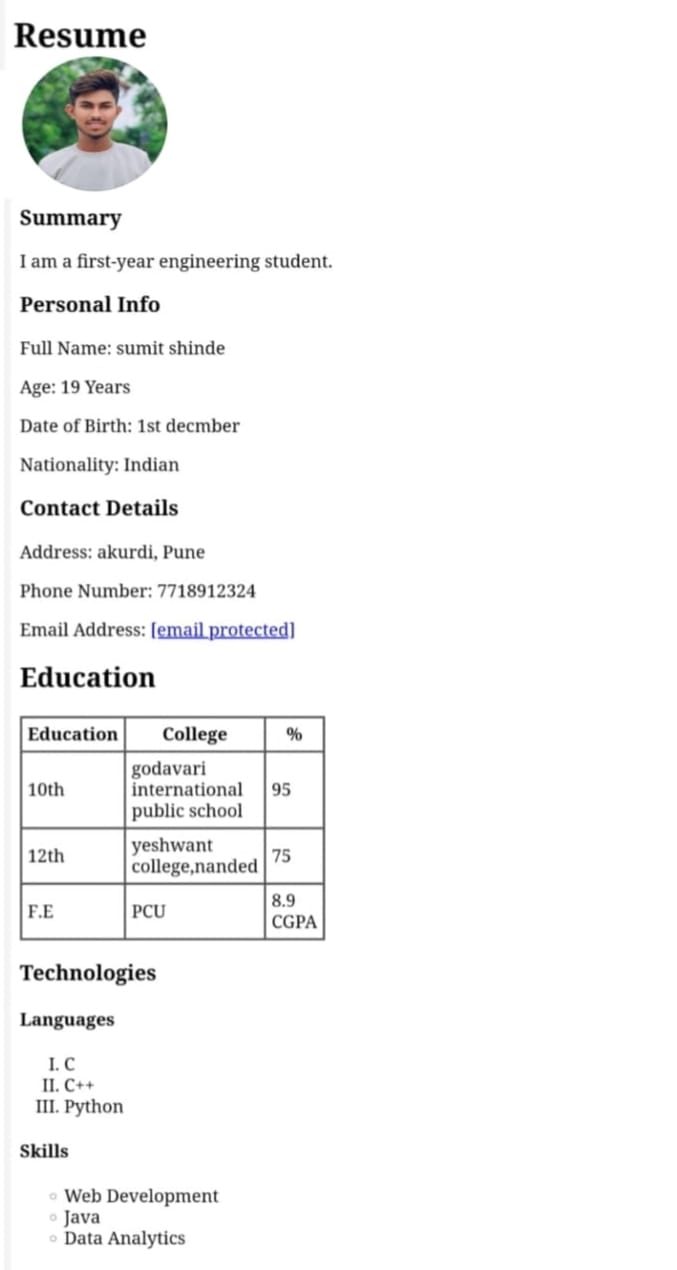 Resume
Summary
I am a first-year engineering student.
Personal Info
Full Name: sumit shinde
Age: 19 Years
Date of Birth: 1st decmber
Nationality: Indian
Contact Details
Address: akurdi, Pune
Phone Number: 7718912324
Email Address: [email protected]
Education
Education College %
10th godavari international public school 95
12th yeshwant college,nanded 75
F.E PCU 8.9 CGPA
Technologies
Languages
I. C
II. C++
III. Python
Skills
◦ Web Development
◦ Java
◦ Data Analytics